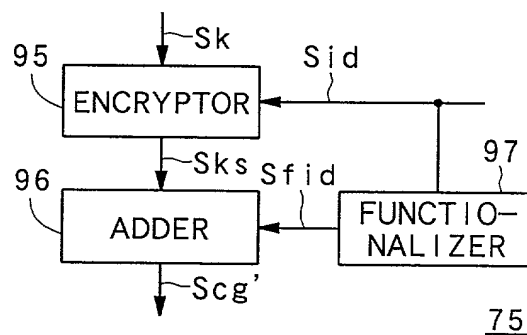 Sk
95
Sid
ENCRYPTOR
Sks
Sfid
97
96
ADDER
FUNCTIO-
NALIZER
Scg'
75